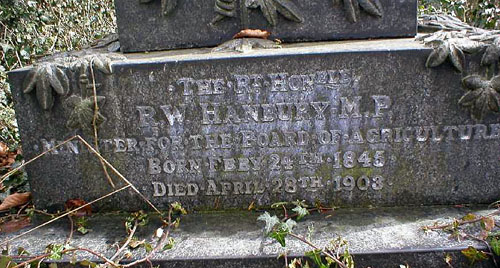 · THE RT HONBLE.
R.W. HANBURY. M.P.
· MINISTER FOR THE BOARD OF AGRICULTURE
BORN FEBY 24TH 1845
· DIED APRIL 28TH 1903 ·